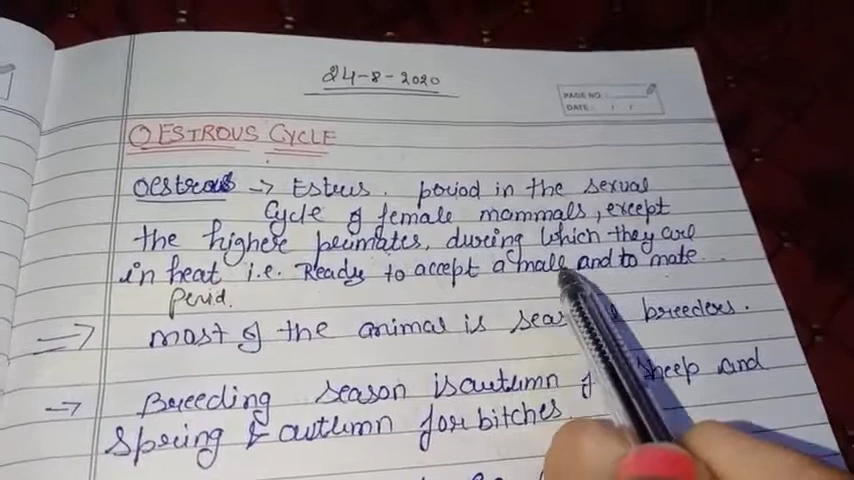 24-8-2020
PAGE NO.:
DATE: / /
OESTROUS CYCLE
Oestrous -> Estrus. period in the sexual
Cycle of female mammals, except
the higher primates, during which they are
in heat i.e. Ready to accept a male and to mate
perid.
=> most of the animal is breeders.
-> Breeding season is autumn sheep and
Spring & autumn for bitches.